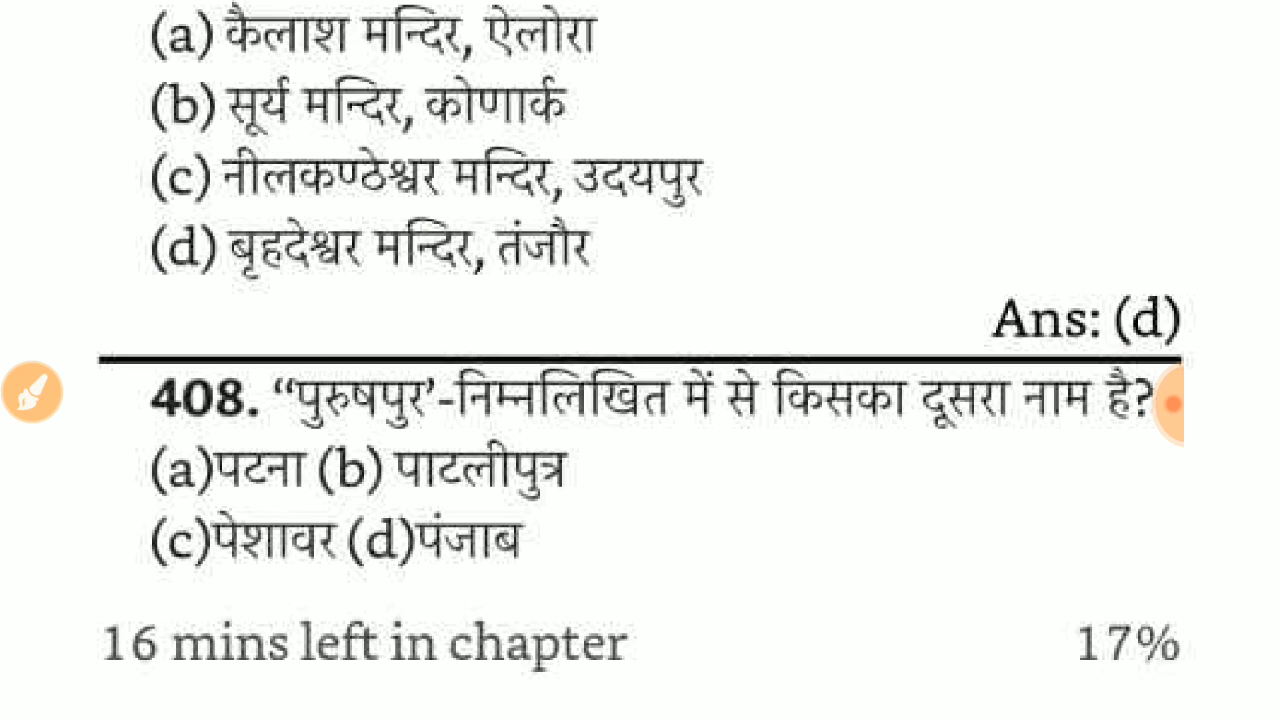 (a) कैलाश मन्दिर, ऐलोरा
(b) सूर्य मन्दिर, कोणार्क
(c) नीलकण्ठेश्वर मन्दिर, उदयपुर
(d) बृहदेश्वर मन्दिर, तंजौर
Ans: (d)
408. “पुरुषपुर’-निम्नलिखित में से किसका दूसरा नाम है?
(a)पटना (b) पाटलीपुत्र
(c)पेशावर (d)पंजाब
16 mins left in chapter 17%